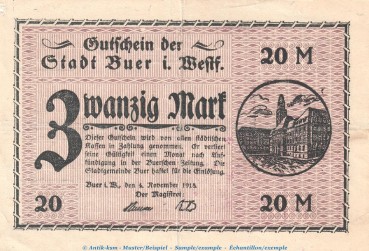 Gutschein der 20 M
Stadt Buer i. Westf.
Zwanzig Mark
Dieser Gutschein wird von allen städtischen
Kassen in Zahlung genommen. Er verliert
seine Gültigkeit einen Monat nach Auf-
kündigung in der Buerschen Zeitung. Die
Stadtgemeinde Buer haftet für die Einlösung.
Buer i. W., den 4. November 1918.
Der Magistrat:
20 20 M
© Antik-ksm - Muster/Beispiel - Sample/exemple - Échantillon/exemple